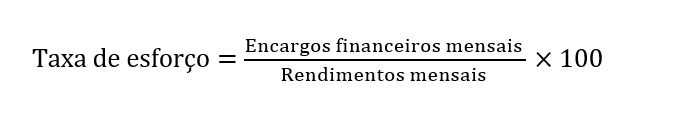 Taxa de esforço = Encargos financeiros mensais / Rendimentos mensais × 100